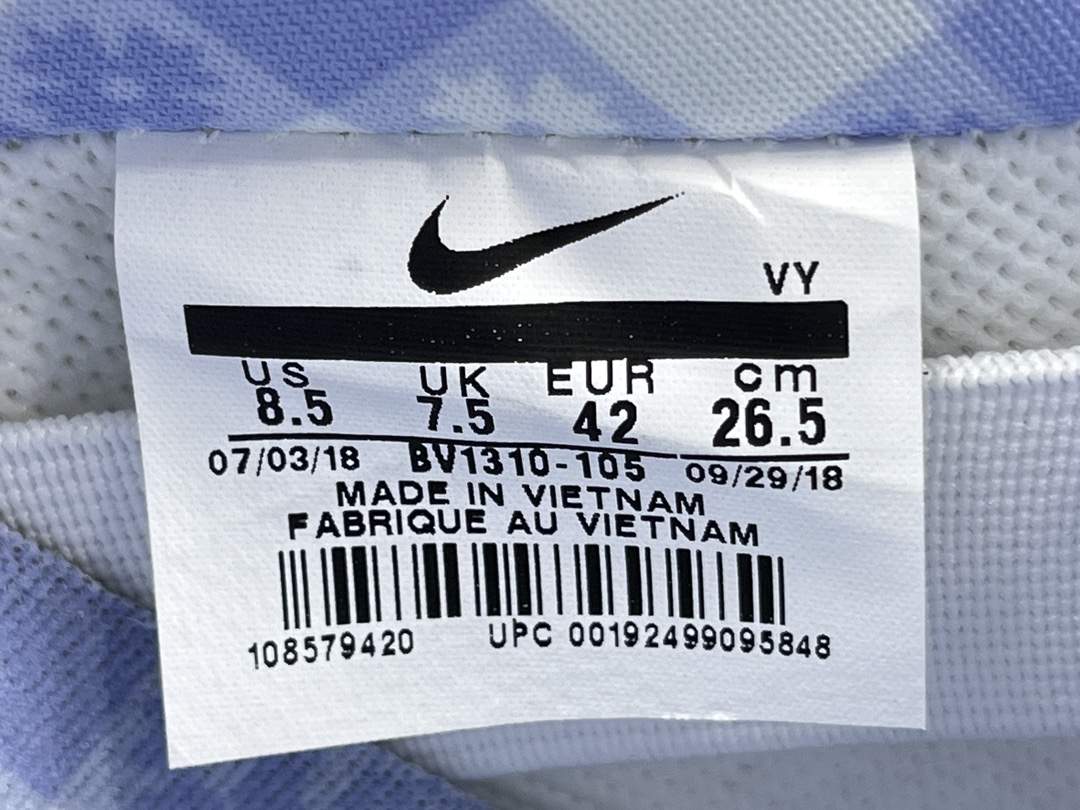 VY
US UK EUR cm
8.5 7.5 42 26.5
07/03/18 BV1310-105 09/29/18
MADE IN VIETNAM
FABRIQUE AU VIETNAM
108579420 UPC 00192499095848